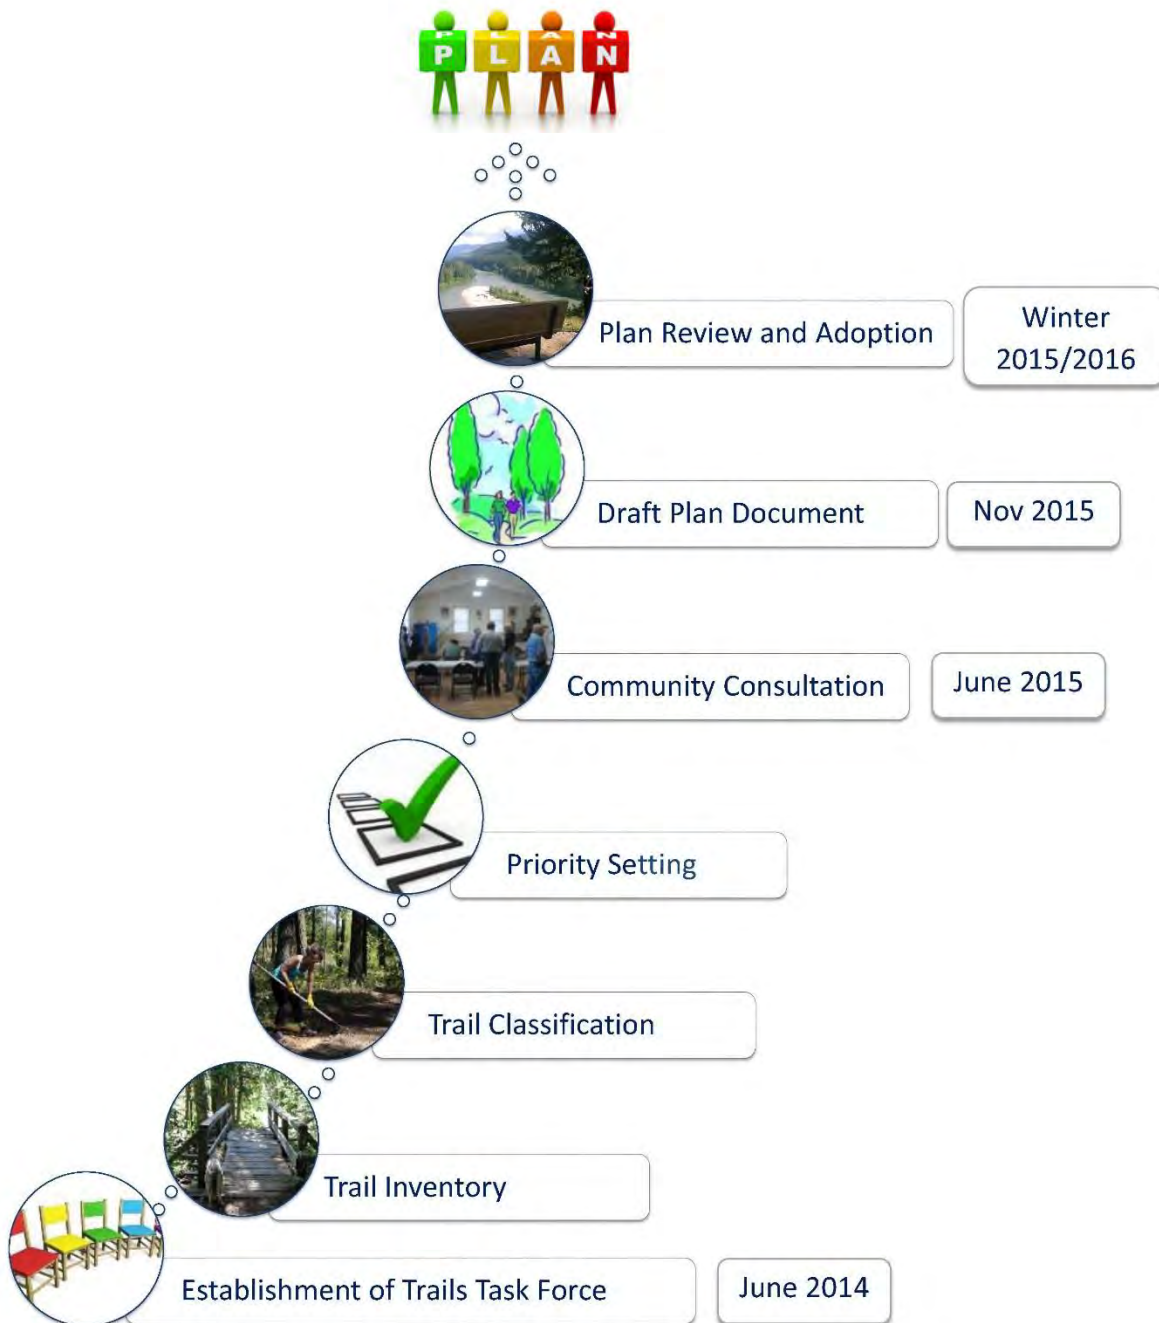 PLAN
PLAN
Plan Review and Adoption
Winter
2015/2016
Draft Plan Document
Nov 2015
Community Consultation
June 2015
Priority Setting
Trail Classification
Trail Inventory
Establishment of Trails Task Force
June 2014